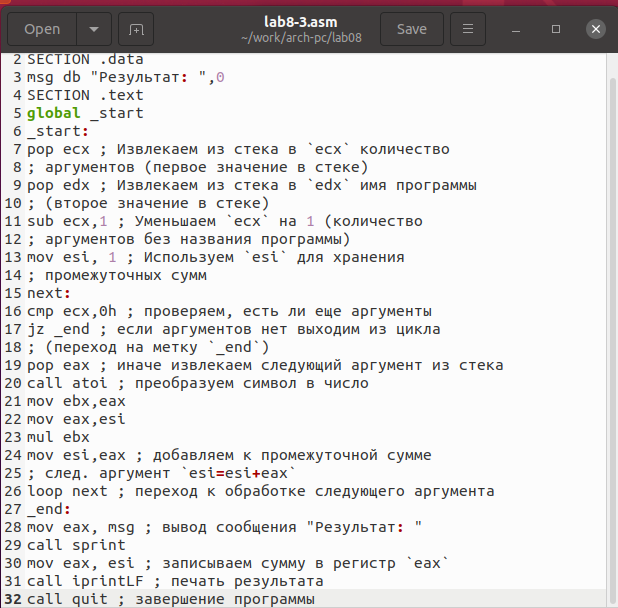 Open
lab8-3.asm
~/work/arch-pc/lab08
Save
2 SECTION .data
3 msg db "Результат: ",0
4 SECTION .text
5 global _start
6 _start:
7 pop ecx ; Извлекаем из стека в `ecx` количество
8 ; аргументов (первое значение в стеке)
9 pop edx ; Извлекаем из стека в `edx` имя программы
10 ; (второе значение в стеке)
11 sub ecx,1 ; Уменьшаем `ecx` на 1 (количество
12 ; аргументов без названия программы)
13 mov esi, 1 ; Используем `esi` для хранения
14 ; промежуточных сумм
15 next:
16 cmp ecx,0h ; проверяем, есть ли еще аргументы
17 jz _end ; если аргументов нет выходим из цикла
18 ; (переход на метку `_end`)
19 pop eax ; иначе извлекаем следующий аргумент из стека
20 call atoi ; преобразуем символ в число
21 mov ebx,eax
22 mov eax,esi
23 mul ebx
24 mov esi,eax ; добавляем к промежуточной сумме
25 ; след. аргумент `esi=esi+eax`
26 loop next ; переход к обработке следующего аргумента
27 _end:
28 mov eax, msg ; вывод сообщения "Результат: "
29 call sprint
30 mov eax, esi ; записываем сумму в регистр `eax`
31 call iprintLF ; печать результата
32 call quit ; завершение программы